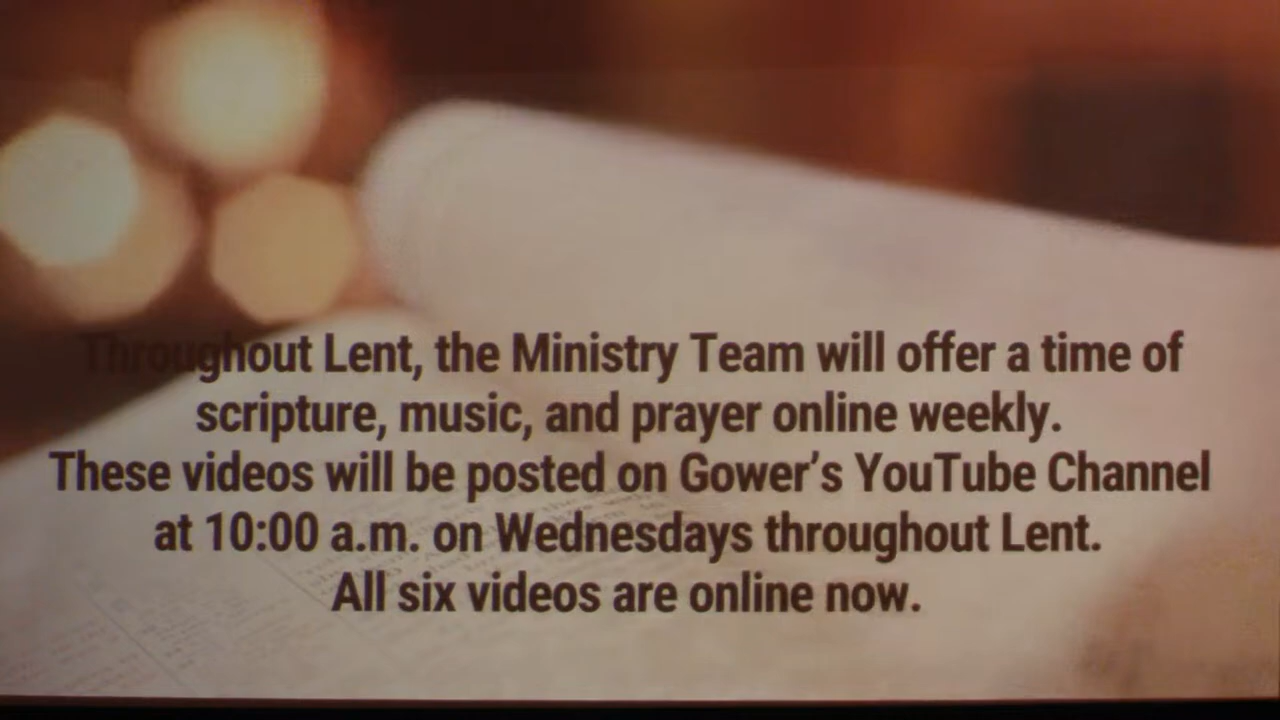 Throughout Lent, the Ministry Team will offer a time of
scripture, music, and prayer online weekly.
These videos will be posted on Gower's YouTube Channel
at 10:00 a.m. on Wednesdays throughout Lent.
All six videos are online now.